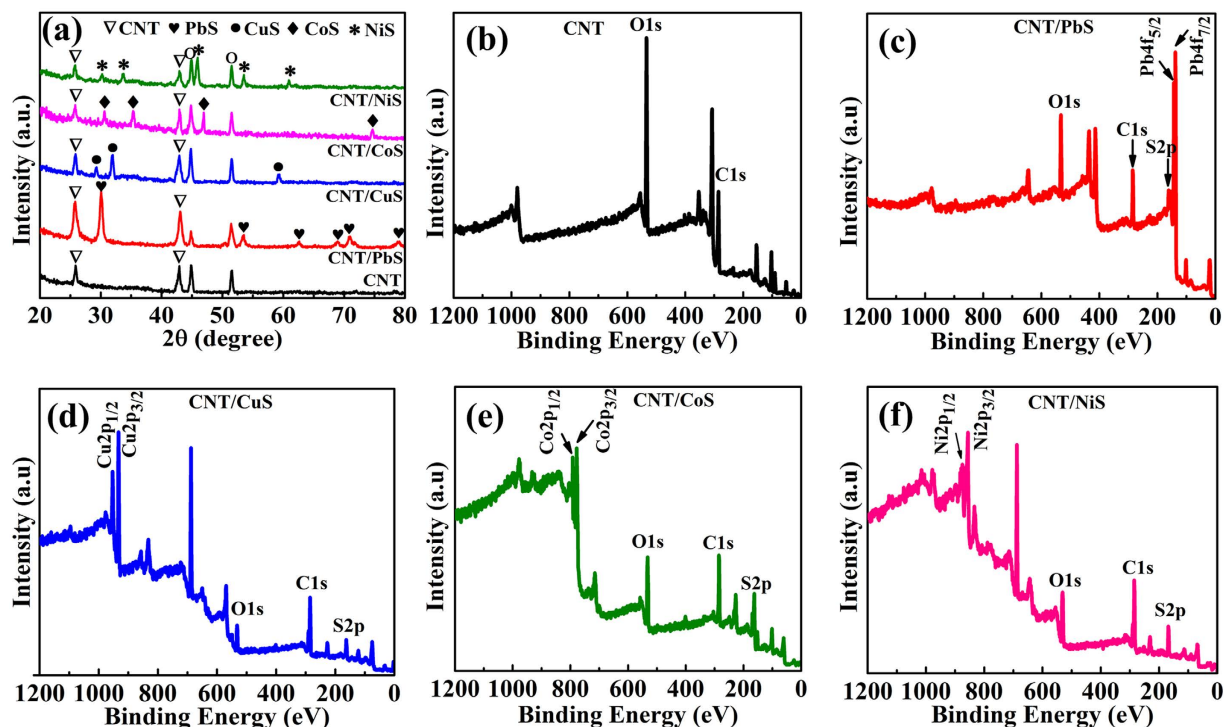 (a) ▽CNT ♥PbS ●CuS ◆CoS *NiS
▽ * * ▽ O * O * *
CNT/NiS
▽ ◆ ◆ ▽ ◆ ◆
CNT/CoS
▽ ● ● ▽ ●
CNT/CuS
▽ ♥ ▽ ♥ ♥ ♥ ♥ ♥
CNT/PbS
▽ ▽
CNT
Intensity (a.u.)
20 30 40 50 60 70 80
2θ (degree)
(b) CNT
O1s
C1s
Intensity (a.u)
1200 1000 800 600 400 200 0
Binding Energy (eV)
(c) CNT/PbS
Pb4f5/2
Pb4f7/2
O1s
C1s
S2p
Intensity (a.u)
1200 1000 800 600 400 200 0
Binding Energy (eV)
(d) CNT/CuS
Cu2p1/2
Cu2p3/2
O1s
C1s
S2p
Intensity (a.u)
1200 1000 800 600 400 200 0
Binding Energy (eV)
(e) CNT/CoS
Co2p1/2
Co2p3/2
O1s
C1s
S2p
Intensity (a.u)
1200 1000 800 600 400 200 0
Binding Energy (eV)
(f) CNT/NiS
Ni2p1/2
Ni2p3/2
O1s
C1s
S2p
Intensity (a.u)
1200 1000 800 600 400 200 0
Binding Energy (eV)